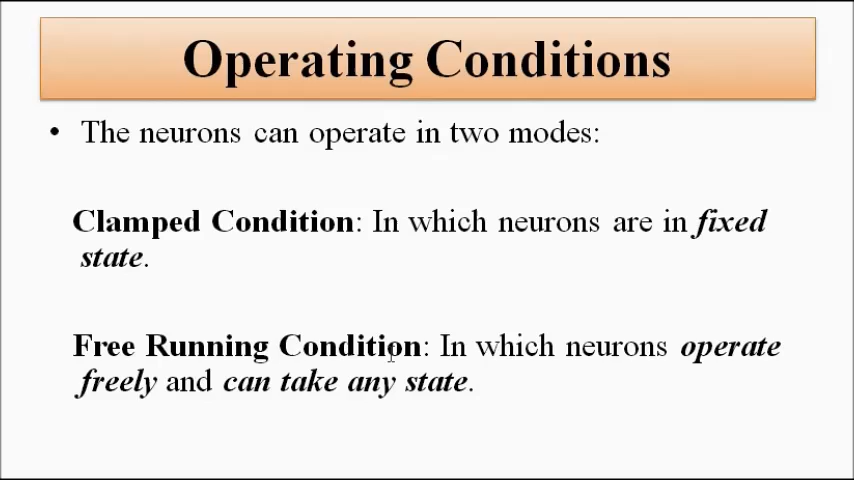 Operating Conditions
• The neurons can operate in two modes:
Clamped Condition: In which neurons are in fixed
state.
Free Running Condition: In which neurons operate
freely and can take any state.